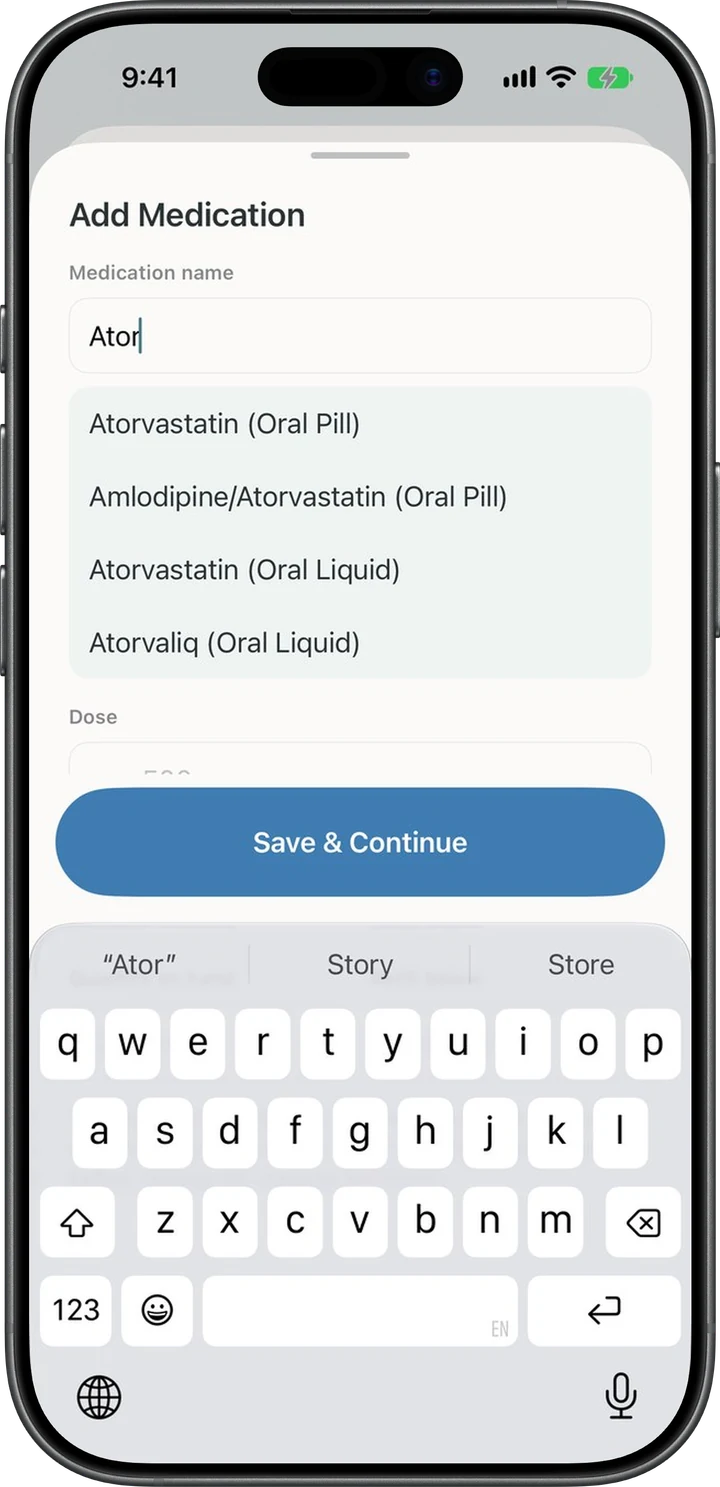 9:41
Add Medication
Medication name
Ator
Atorvastatin (Oral Pill)
Amlodipine/Atorvastatin (Oral Pill)
Atorvastatin (Oral Liquid)
Atorvaliq (Oral Liquid)
Dose
Save & Continue
“Ator” Story Store
q w e r t y u i o p
a s d f g h j k l
z x c v b n m
123 EN